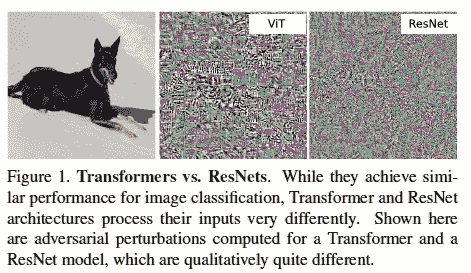 ViT
ResNet
Figure 1. Transformers vs. ResNets. While they achieve simi-
lar performance for image classification, Transformer and ResNet
architectures process their inputs very differently. Shown here
are adversarial perturbations computed for a Transformer and a
ResNet model, which are qualitatively quite different.